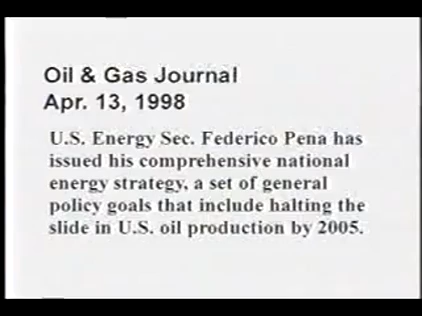 Oil & Gas Journal
Apr. 13, 1998
U.S. Energy Sec. Federico Pena has
issued his comprehensive national
energy strategy, a set of general
policy goals that include halting the
slide in U.S. oil production by 2005.